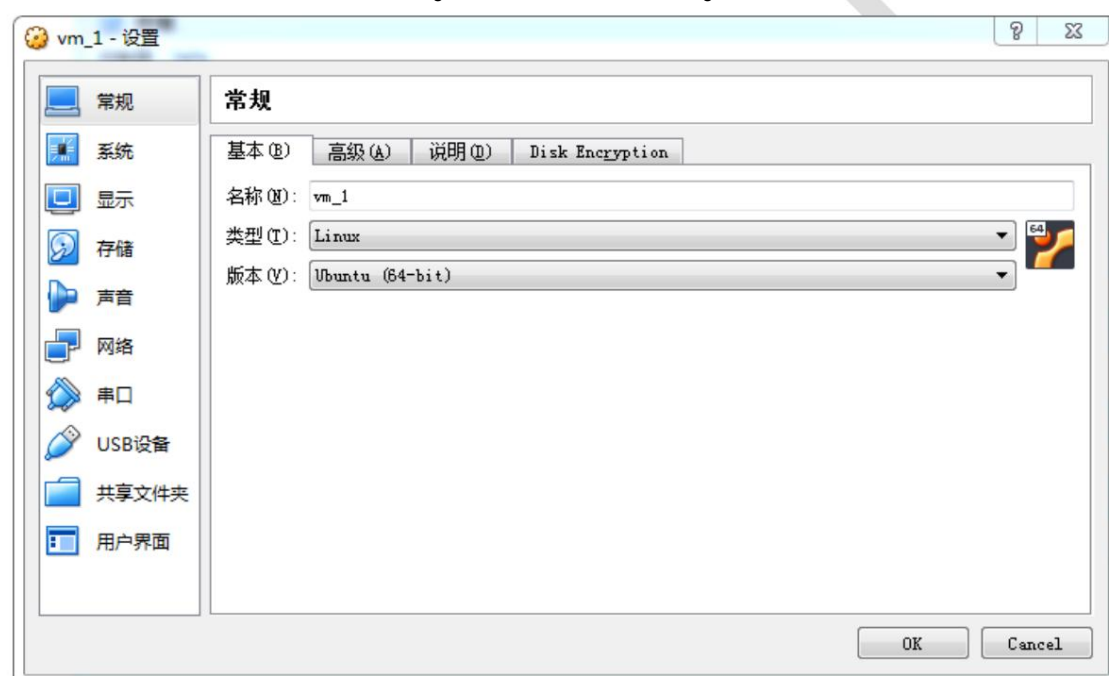 vm_1 - 设置
常规
系统
显示
存储
声音
网络
串口
USB设备
共享文件夹
用户界面
常规
基本(B) 高级(A) 说明(D) Disk Encryption
名称(N): vm_1
类型(T): Linux
64
版本(V): Ubuntu (64-bit)
OK Cancel